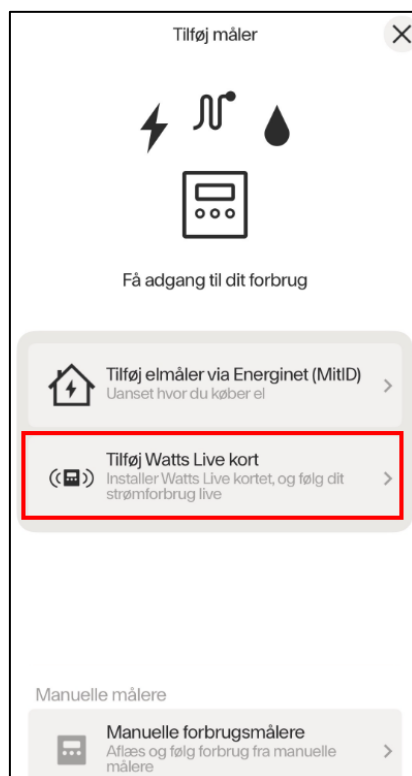 Tilføj måler
Få adgang til dit forbrug
Tilføj elmåler via Energinet (MitID)
Uanset hvor du køber el
Tilføj Watts Live kort
Installer Watts Live kortet, og følg dit
strømforbrug live
Manuelle målere
Manuelle forbrugsmålere
Aflæs og følg forbrug fra manuelle
målere